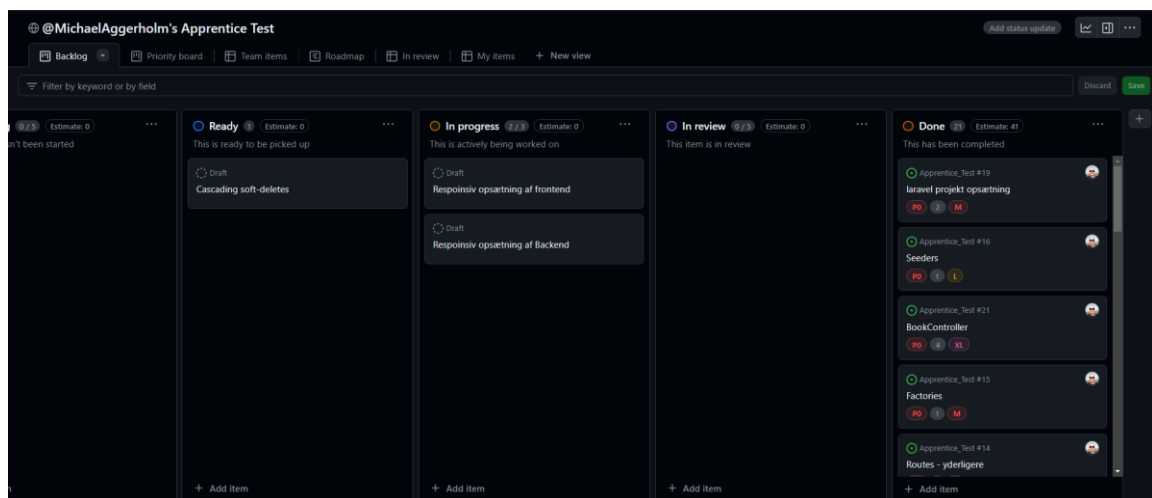 @MichaelAggerholm's Apprentice Test
Add status update
Backlog
Priority board
Team items
Roadmap
In review
My items
+ New view
Filter by keyword or by field
Discard
Save
0 / 5
Estimate: 0
n't been started
Ready
1
Estimate: 0
This is ready to be picked up
Draft
Cascading soft-deletes
+ Add item
In progress
2 / 3
Estimate: 0
This is actively being worked on
Draft
Respoinsiv opsætning af frontend
Draft
Respoinsiv opsætning af Backend
+ Add item
In review
0 / 5
Estimate: 0
This item is in review
+ Add item
Done
21
Estimate: 41
This has been completed
Apprentice_Test #19
laravel projekt opsætning
P0 2 M
Apprentice_Test #16
Seeders
P0 1 L
Apprentice_Test #21
BookController
P0 4 XL
Apprentice_Test #15
Factories
P0 1 M
Apprentice_Test #14
Routes - yderligere
+ Add item